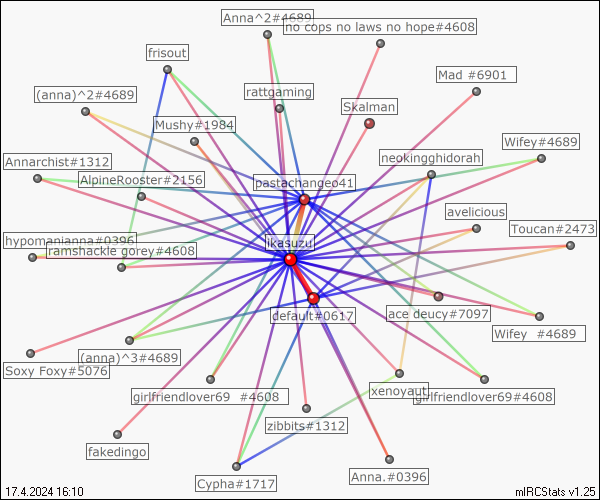 Anna^2#4689
no cops no laws no hope#4608
frisout
Mad #6901
rattgaming
(anna)^2#4689
Skalman
Mushy#1984
Wifey#4689
neokingghidorah
Annarchist#1312
AlpineRooster#2156
pastachangeo41
avelicious
Toucan#2473
hypomanianna#0396
ramshackle gorey#4608
ikasuzu
default#0617
ace deucy#7097
Wifey #4689
(anna)^3#4689
Soxy Foxy#5076
xenoyaut
girlfriendlover69 #4608
girlfriendlover69#4608
zibbits#1312
fakedingo
Anna.#0396
Cypha#1717
17.4.2024 16:10
mIRCStats v1.25